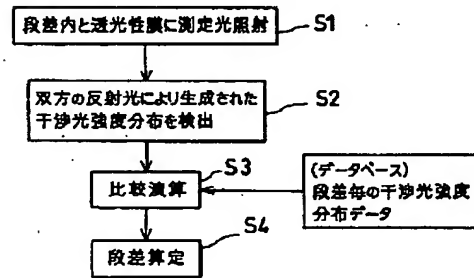 段差内と透光性膜に測定光照射
S1
双方の反射光により生成された
干渉光強度分布を検出
S2
比較演算
S3
(データベース)
段差毎の干渉光強度
分布データ
段差算定
S4